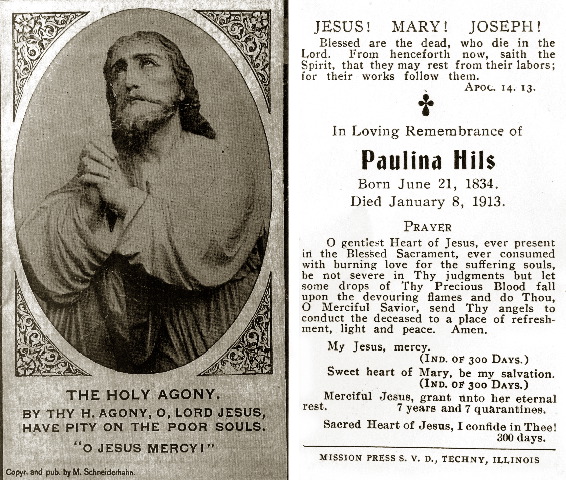 THE HOLY AGONY.
BY THY H. AGONY, O, LORD JESUS,
HAVE PITY ON THE POOR SOULS.
"O JESUS MERCY!"
Copyr. and pub. by M. Schneiderhahn.
JESUS! MARY! JOSEPH!
Blessed are the dead, who die in the
Lord. From henceforth now, saith the
Spirit, that they may rest from their labors;
for their works follow them.
APOC. 14. 13.
In Loving Remembrance of
Paulina Hils
Born June 21, 1834.
Died January 8, 1913.
PRAYER
O gentlest Heart of Jesus, ever present
in the Blessed Sacrament, ever consumed
with burning love for the suffering souls,
be not severe in Thy judgments but let
some drops of Thy Precious Blood fall
upon the devouring flames and do Thou,
O Merciful Savior, send Thy angels to
conduct the deceased to a place of refresh-
ment, light and peace. Amen.
My Jesus, mercy.
(IND. OF 300 DAYS.)
Sweet heart of Mary, be my salvation.
(IND. OF 300 DAYS.)
Merciful Jesus, grant unto her eternal
rest. 7 years and 7 quarantines.
Sacred Heart of Jesus, I confide in Thee!
300 days.
MISSION PRESS S. V. D., TECHNY, ILLINOIS